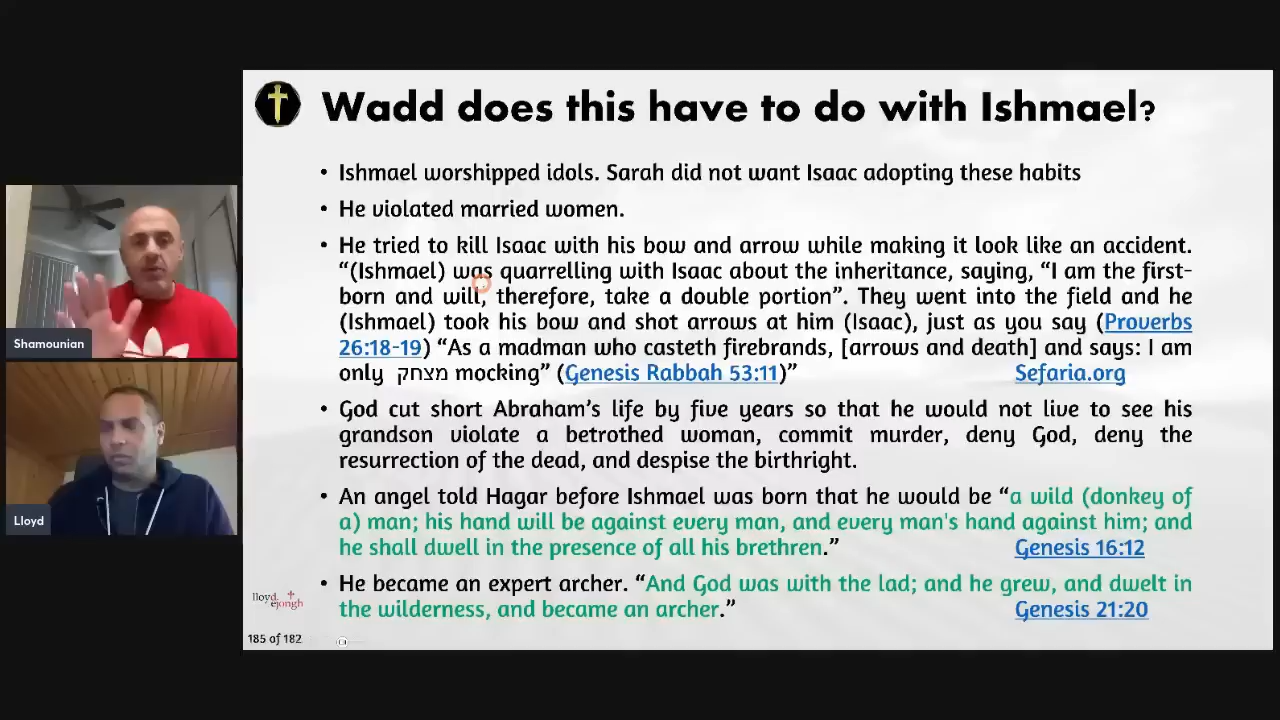 Wadd does this have to do with Ishmael?
• Ishmael worshipped idols. Sarah did not want Isaac adopting these habits
• He violated married women.
• He tried to kill Isaac with his bow and arrow while making it look like an accident.
“(Ishmael) was quarrelling with Isaac about the inheritance, saying, “I am the first-
born and will, therefore, take a double portion”. They went into the field and he
(Ishmael) took his bow and shot arrows at him (Isaac), just as you say (Proverbs
26:18-19) “As a madman who casteth firebrands, [arrows and death] and says: I am
only מצחק mocking” (Genesis Rabbah 53:11)” Sefaria.org
• God cut short Abraham’s life by five years so that he would not live to see his
grandson violate a betrothed woman, commit murder, deny God, deny the
resurrection of the dead, and despise the birthright.
• An angel told Hagar before Ishmael was born that he would be “a wild (donkey of
a) man; his hand will be against every man, and every man's hand against him; and
he shall dwell in the presence of all his brethren.” Genesis 16:12
• He became an expert archer. “And God was with the lad; and he grew, and dwelt in
the wilderness, and became an archer.” Genesis 21:20
Shamounian
Lloyd
lloyd
ejongh
185 of 182